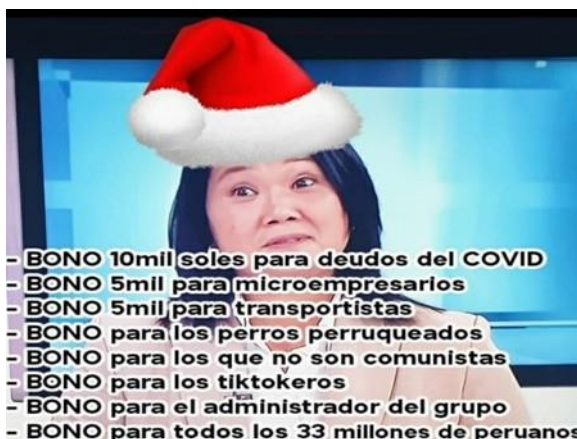 - BONO 10mil soles para deudos del COVID
- BONO 5mil para microempresarios
- BONO 5mil para transportistas
- BONO para los perros perruqueados
- BONO para los que no son comunistas
- BONO para los tiktokeros
- BONO para el administrador del grupo
- BONO para todos los 33 millones de peruanos